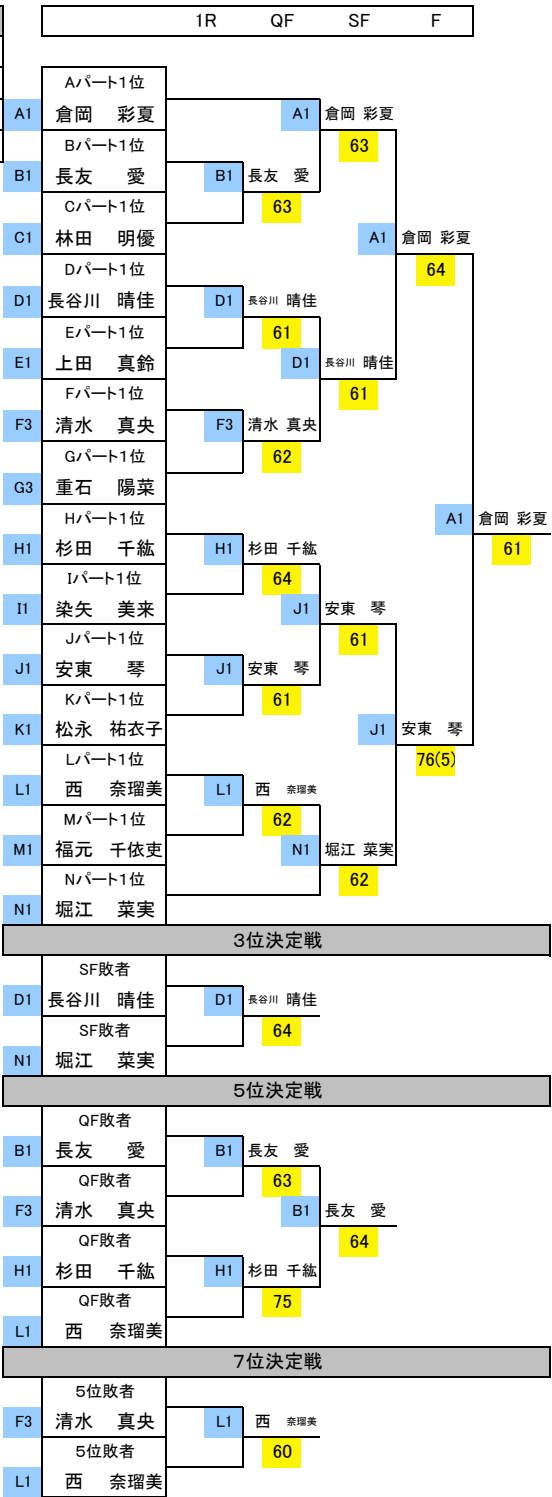 1R QF SF F
Aパート1位
A1 倉岡 彩夏 A1 倉岡 彩夏
Bパート1位 63
B1 長友 愛 B1 長友 愛
Cパート1位 63
C1 林田 明優 A1 倉岡 彩夏
Dパート1位 64
D1 長谷川 晴佳 D1 長谷川 晴佳
Eパート1位 61
E1 上田 真鈴 D1 長谷川 晴佳
Fパート1位 61
F3 清水 真央 F3 清水 真央
Gパート1位 62
G3 重石 陽菜
Hパート1位 A1 倉岡 彩夏
H1 杉田 千紘 H1 杉田 千紘 61
Iパート1位 64
I1 染矢 美来 J1 安東 琴
Jパート1位 61
J1 安東 琴 J1 安東 琴
Kパート1位 61
K1 松永 祐衣子 J1 安東 琴
Lパート1位 76(5)
L1 西 奈瑠美 L1 西 奈瑠美
Mパート1位 62
M1 福元 千依吏 N1 堀江 菜実
Nパート1位 62
N1 堀江 菜実
3位決定戦
SF敗者
D1 長谷川 晴佳 D1 長谷川 晴佳
SF敗者 64
N1 堀江 菜実
5位決定戦
QF敗者
B1 長友 愛 B1 長友 愛
QF敗者 63
F3 清水 真央 B1 長友 愛
QF敗者 64
H1 杉田 千紘 H1 杉田 千紘
QF敗者 75
L1 西 奈瑠美
7位決定戦
5位敗者
F3 清水 真央 L1 西 奈瑠美
5位敗者 60
L1 西 奈瑠美